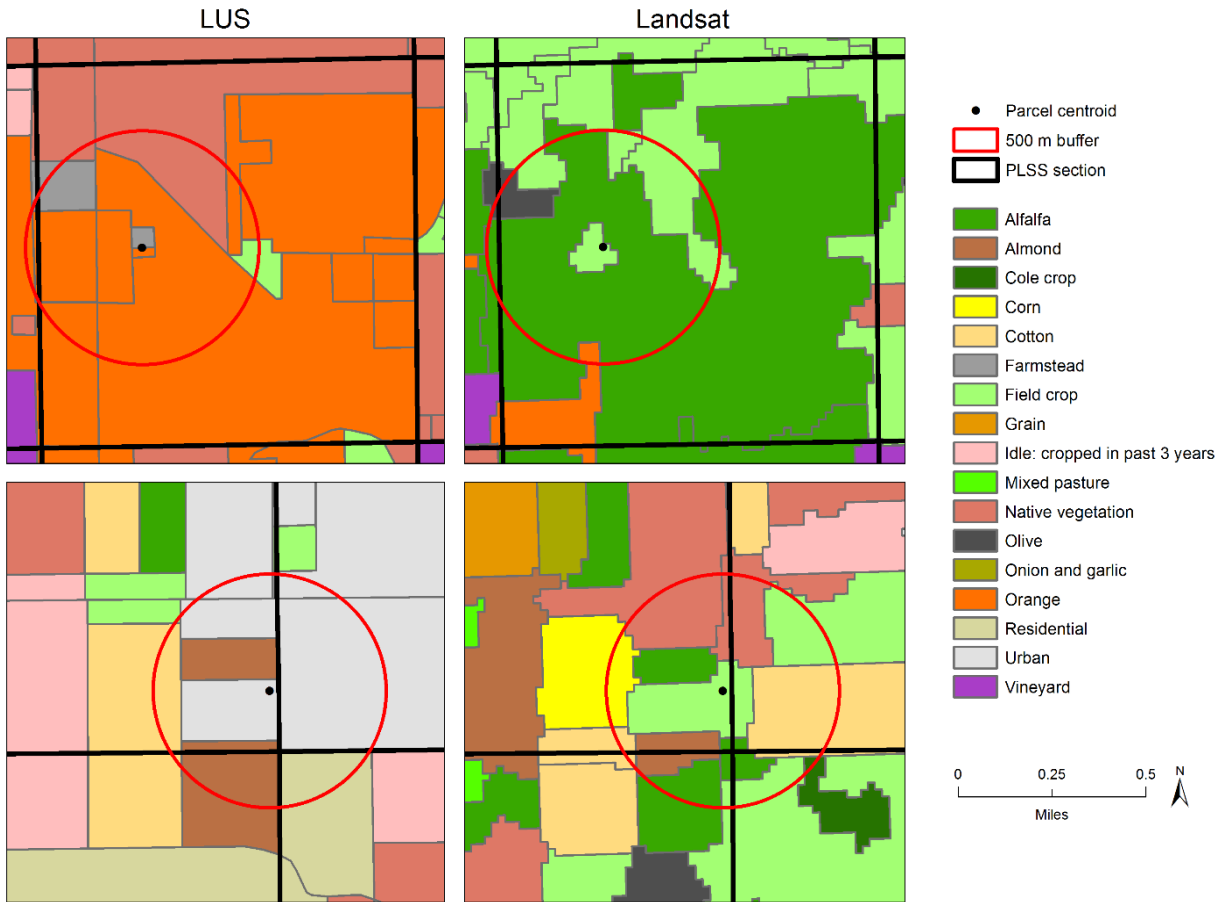 LUS
Landsat
Parcel centroid
500 m buffer
PLSS section
Alfalfa
Almond
Cole crop
Corn
Cotton
Farmstead
Field crop
Grain
Idle: cropped in past 3 years
Mixed pasture
Native vegetation
Olive
Onion and garlic
Orange
Residential
Urban
Vineyard
0 0.25 0.5
Miles
N